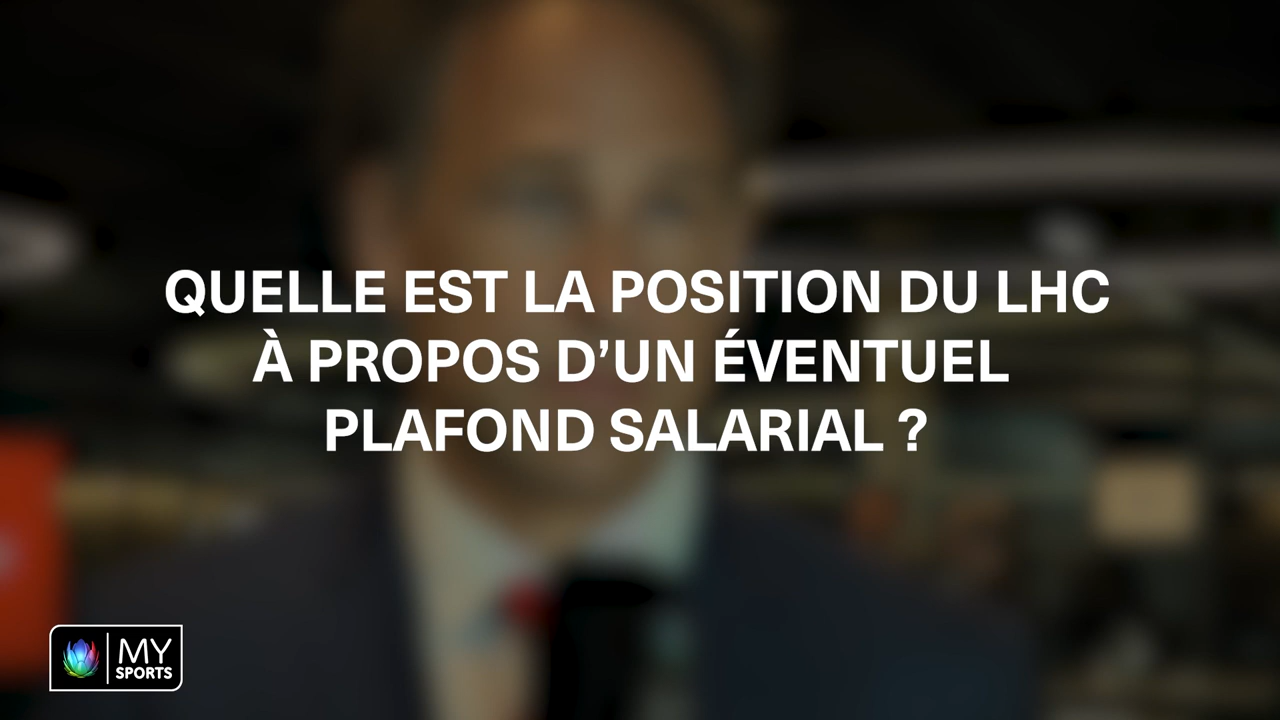 QUELLE EST LA POSITION DU LHC
À PROPOS D’UN ÉVENTUEL
PLAFOND SALARIAL ?
MY
SPORTS